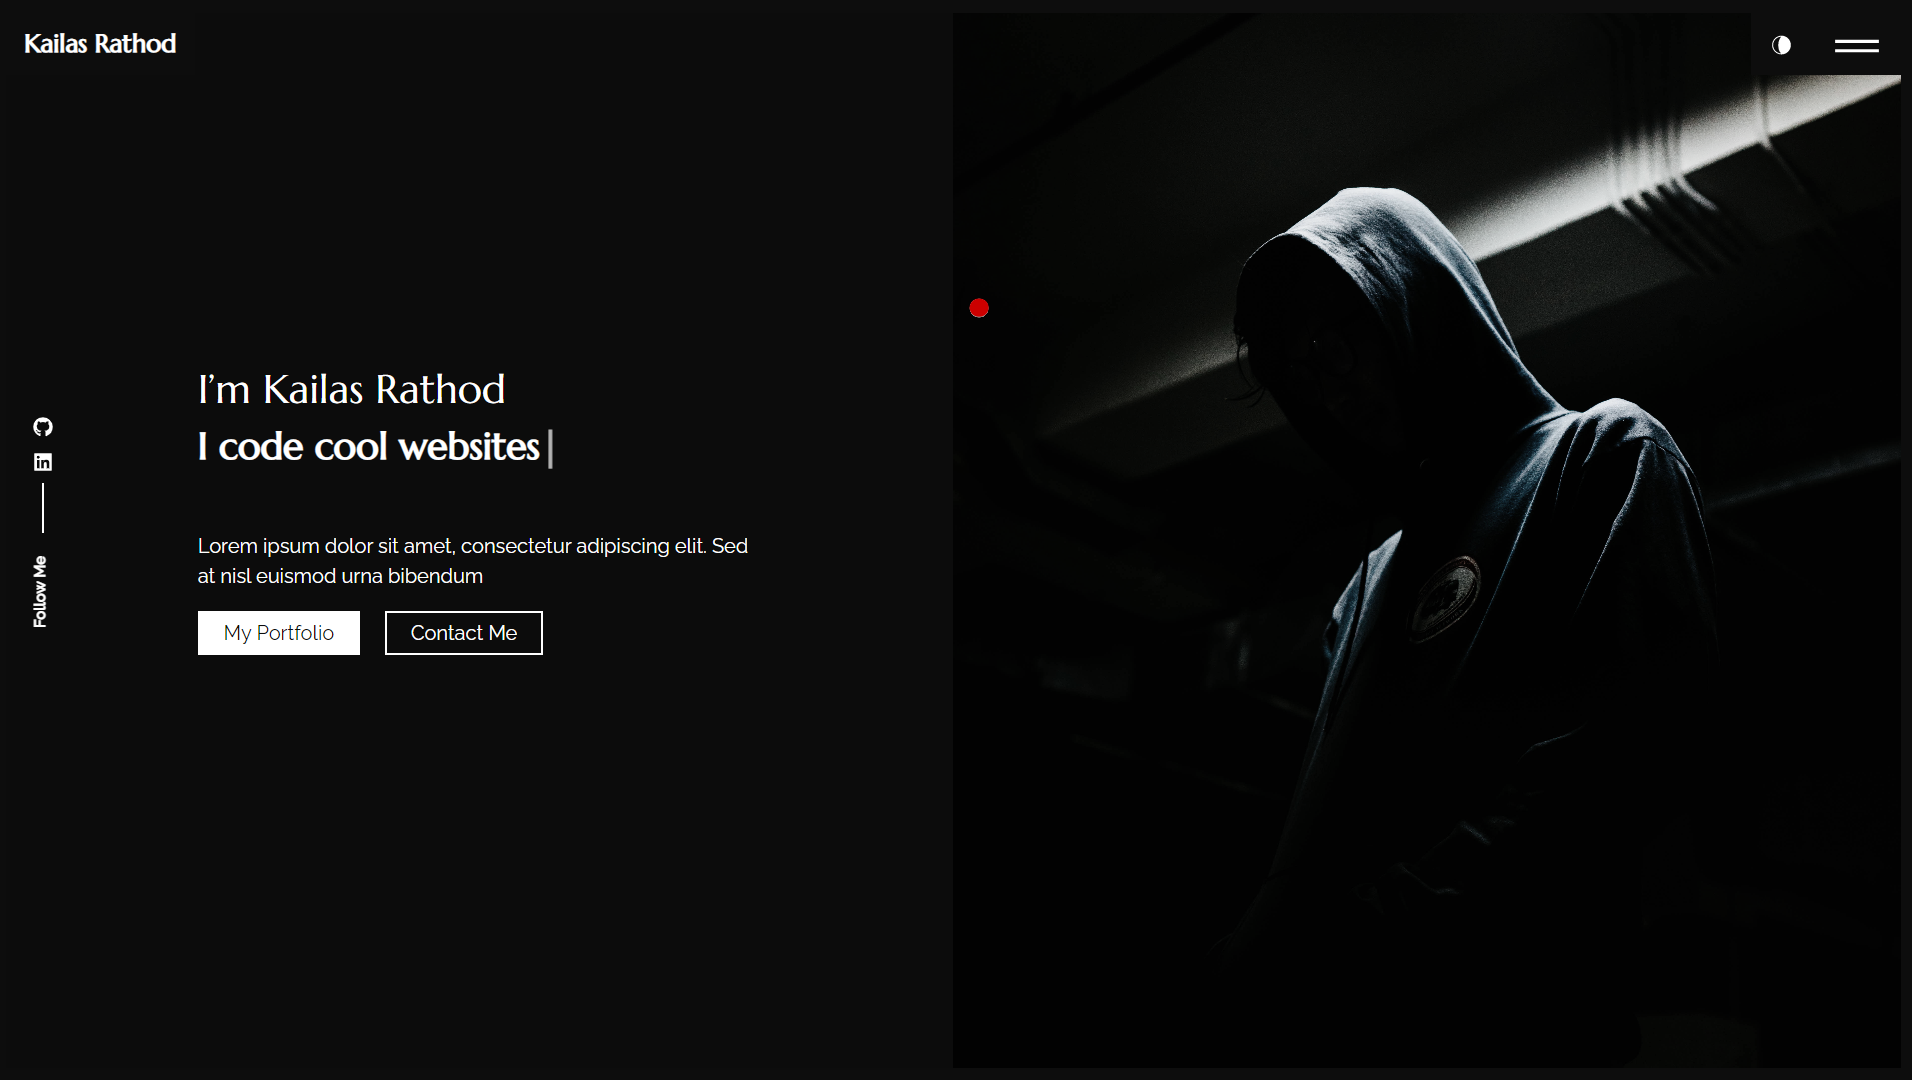 Kailas Rathod
I'm Kailas Rathod
I code cool websites
Lorem ipsum dolor sit amet, consectetur adipiscing elit. Sed
at nisl euismod urna bibendum
My Portfolio
Contact Me
Follow Me